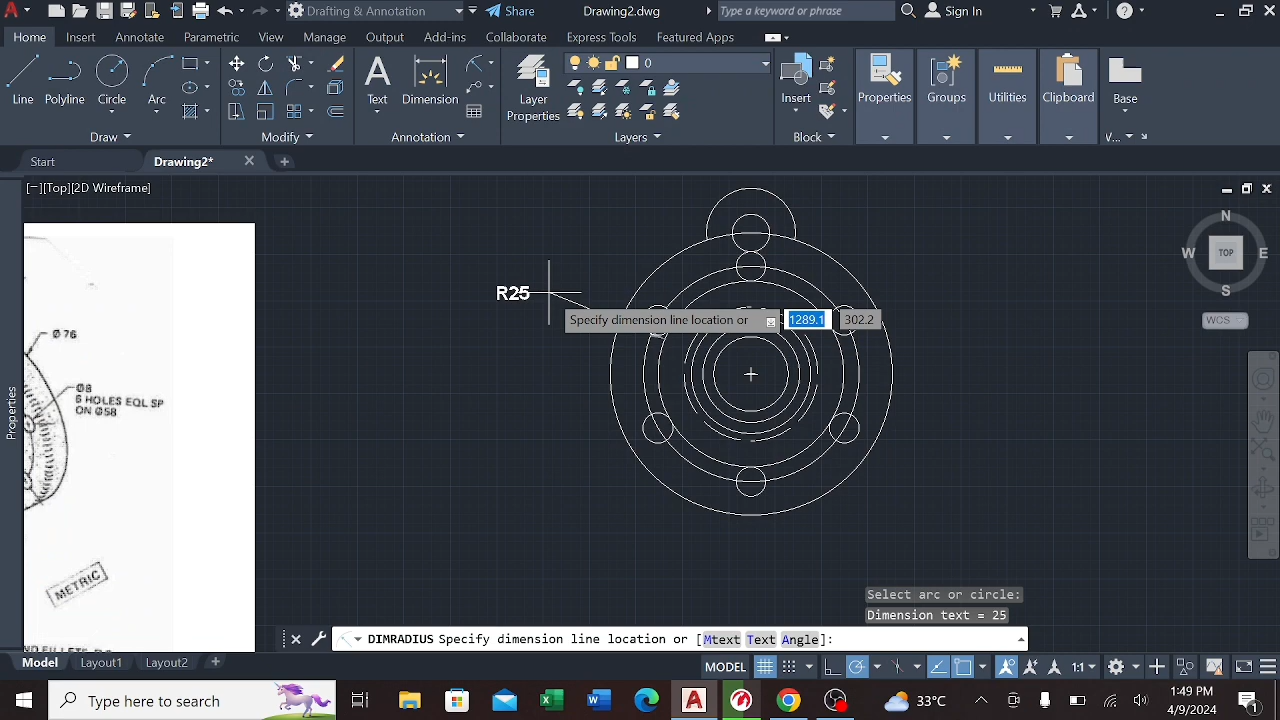 Drafting & Annotation
Share
Drawing2.dwg
Type a keyword or phrase
Sign In
Home Insert Annotate Parametric View Manage Output Add-ins Collaborate Express Tools Featured Apps
0
Line Polyline Circle Arc
Text Dimension
Layer
Properties
Insert
Properties Groups Utilities Clipboard Base
Draw Modify Annotation Layers Block V...
Start Drawing2*
[−][Top][2D Wireframe]
N
W TOP E
S
WCS
R25
Specify dimension line location or 1289.1 302.2
Ø 76
Ø8
6 HOLES EQL SP
ON Ø58
Properties
METRIC
Select arc or circle:
Dimension text = 25
DIMRADIUS Specify dimension line location or [Mtext Text Angle]:
Model Layout1 Layout2
MODEL 1:1
Type here to search
33°C
1:49 PM
4/9/2024